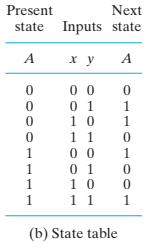 Present Next
state Inputs state
A x y A
0 0 0 0
0 0 1 1
0 1 0 1
0 1 1 0
1 0 0 1
1 0 1 0
1 1 0 0
1 1 1 1
(b) State table